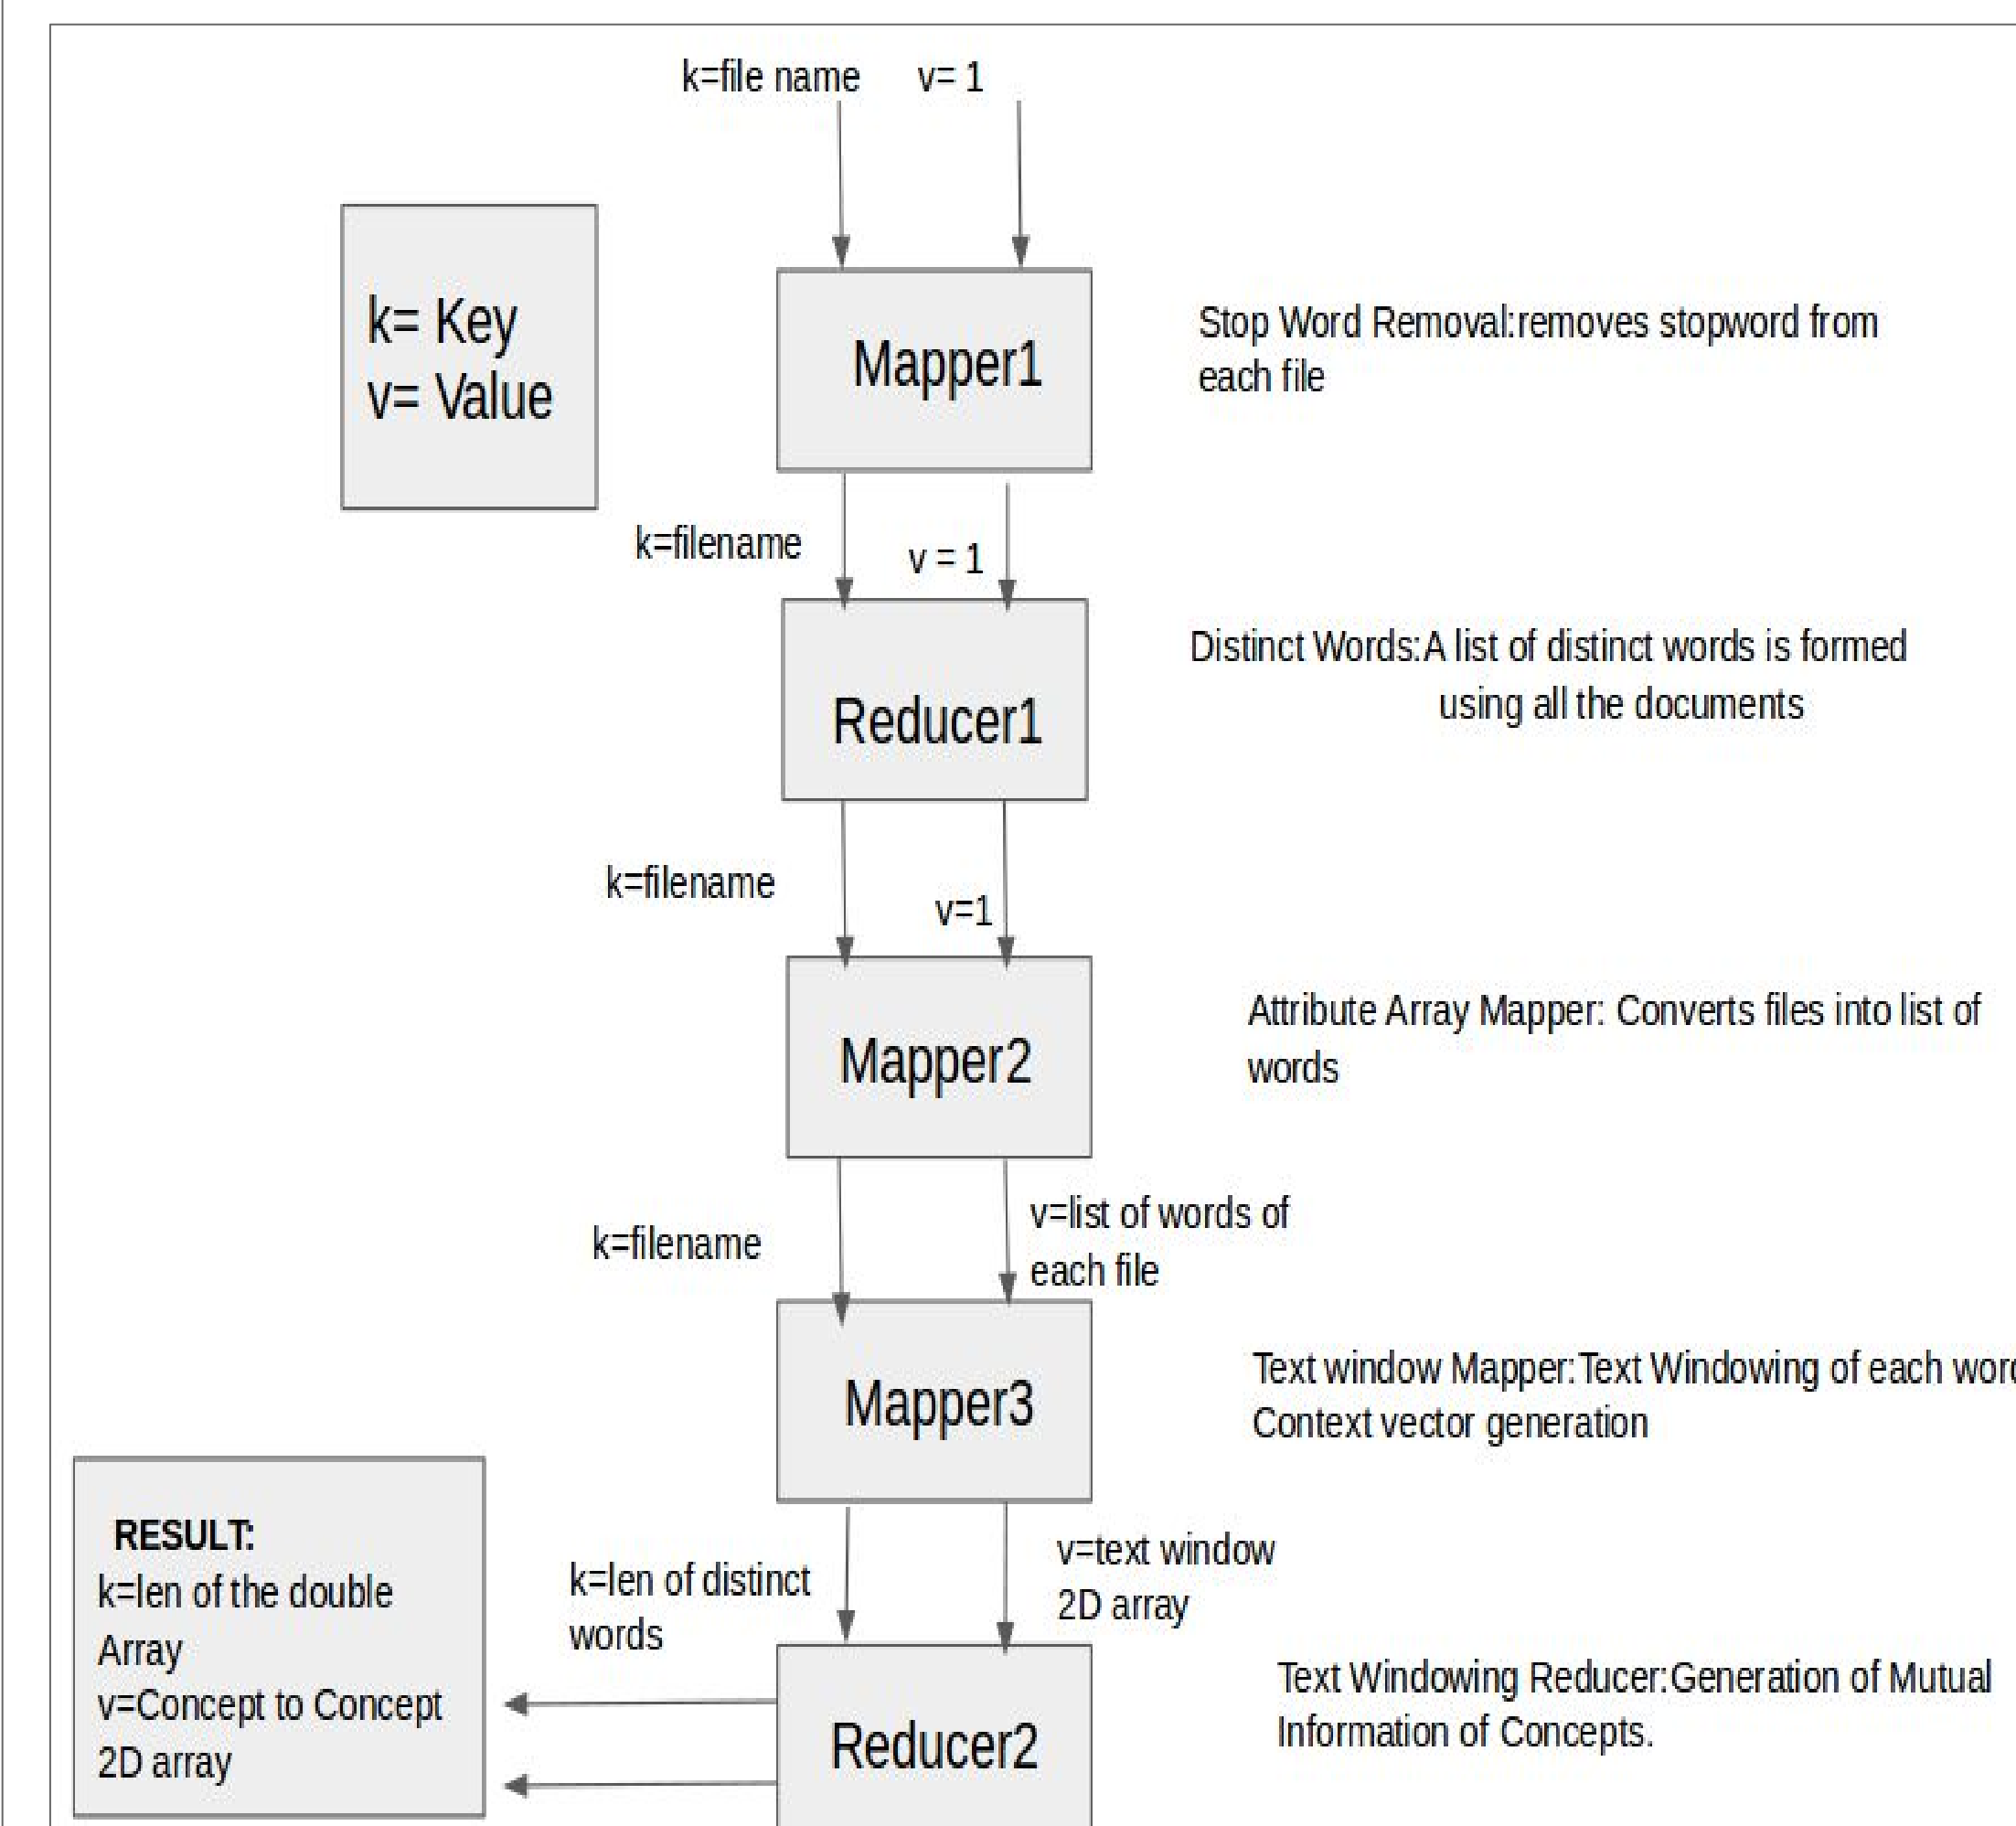 k=file name v= 1
k= Key
v= Value
Mapper1
Stop Word Removal:removes stopword from
each file
k=filename
v = 1
Reducer1
Distinct Words:A list of distinct words is formed
using all the documents
k=filename
v=1
Mapper2
Attribute Array Mapper: Converts files into list of
words
k=filename
v=list of words of
each file
Mapper3
Text window Mapper:Text Windowing of each
Context vector generation
k=len of distinct
words
v=text window
2D array
RESULT:
k=len of the double
Array
v=Concept to Concept
2D array
Reducer2
Text Windowing Reducer:Generation of Mutual
Information of Concepts.